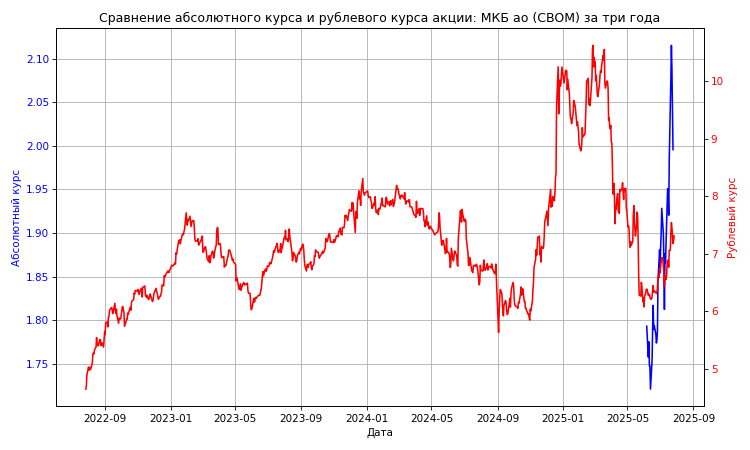 Сравнение абсолютного курса и рублевого курса акции: МКБ ао (CBOM) за три года
2.10
2.05
2.00
1.95
1.90
1.85
1.80
1.75
Абсолютный курс
10
9
8
7
6
5
Рублевый курс
2022-09 2023-01 2023-05 2023-09 2024-01 2024-05 2024-09 2025-01 2025-05 2025-09
Дата